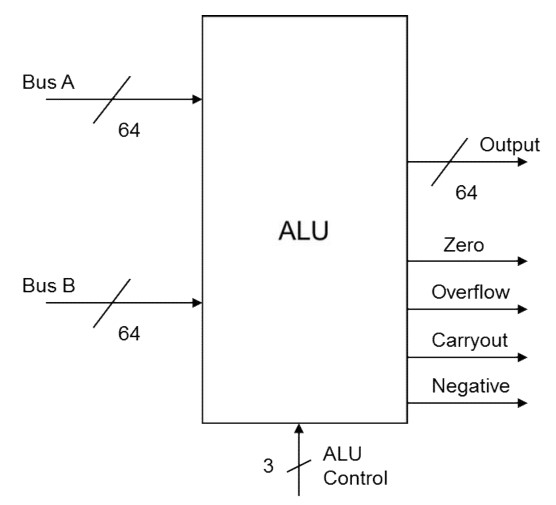 Bus A
64
Bus B
64
ALU
Output
64
Zero
Overflow
Carryout
Negative
3
ALU
Control